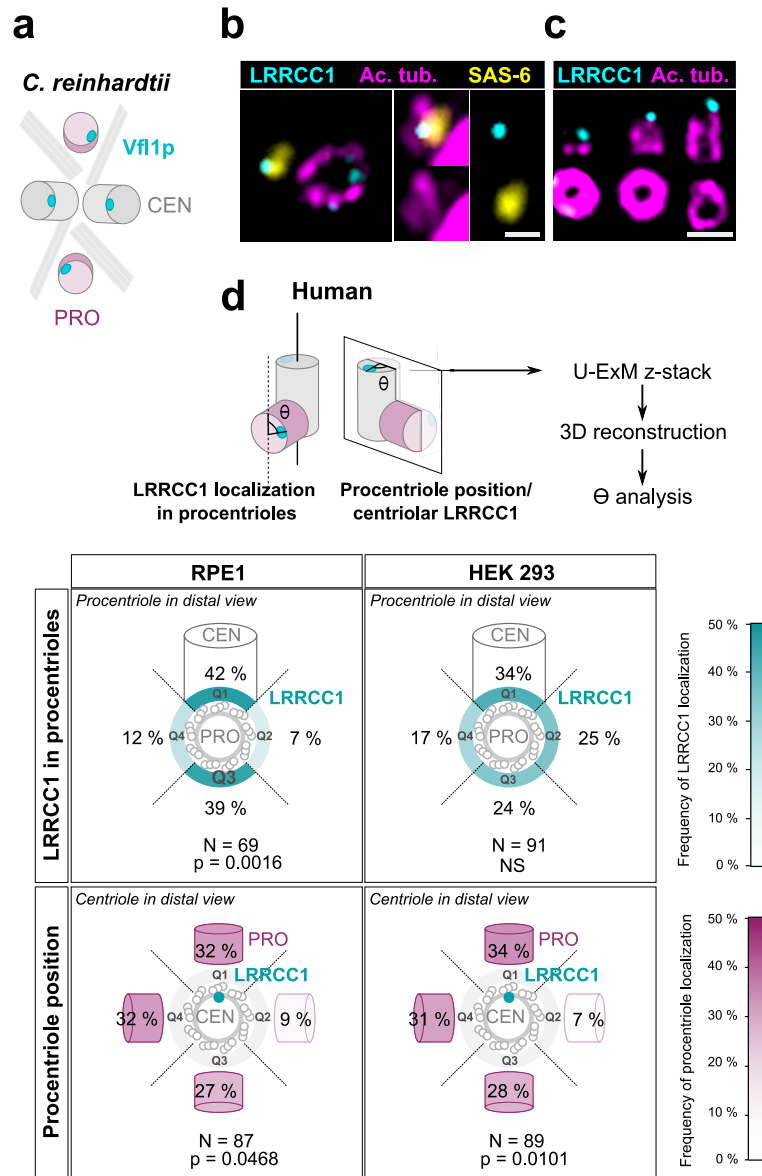 a
C. reinhardtii
Vfl1p
CEN
PRO
b
LRRCC1 Ac. tub. SAS-6
c
LRRCC1 Ac. tub.
d
Human
θ
θ
LRRCC1 localization
in procentrioles
Procentriole position/
centriolar LRRCC1
U-ExM z-stack
3D reconstruction
Θ analysis
RPE1
HEK 293
LRRCC1 in procentrioles
Procentriole in distal view
CEN
42 %
Q1
LRRCC1
12 %
Q4
PRO
Q2
7 %
Q3
39 %
N = 69
p = 0.0016
Procentriole in distal view
CEN
34%
Q1
LRRCC1
17 %
Q4
PRO
Q2
25 %
Q3
24 %
N = 91
NS
Frequency of LRRCC1 localization
50 %
40 %
30 %
20 %
10 %
0 %
Procentriole position
Centriole in distal view
32 %
PRO
Q1
LRRCC1
32 %
Q4
CEN
Q2
9 %
Q3
27 %
N = 87
p = 0.0468
Centriole in distal view
34 %
PRO
Q1
LRRCC1
31 %
Q4
CEN
Q2
7 %
Q3
28 %
N = 89
p = 0.0101
Frequency of procentriole localization
50 %
40 %
30 %
20 %
10 %
0 %